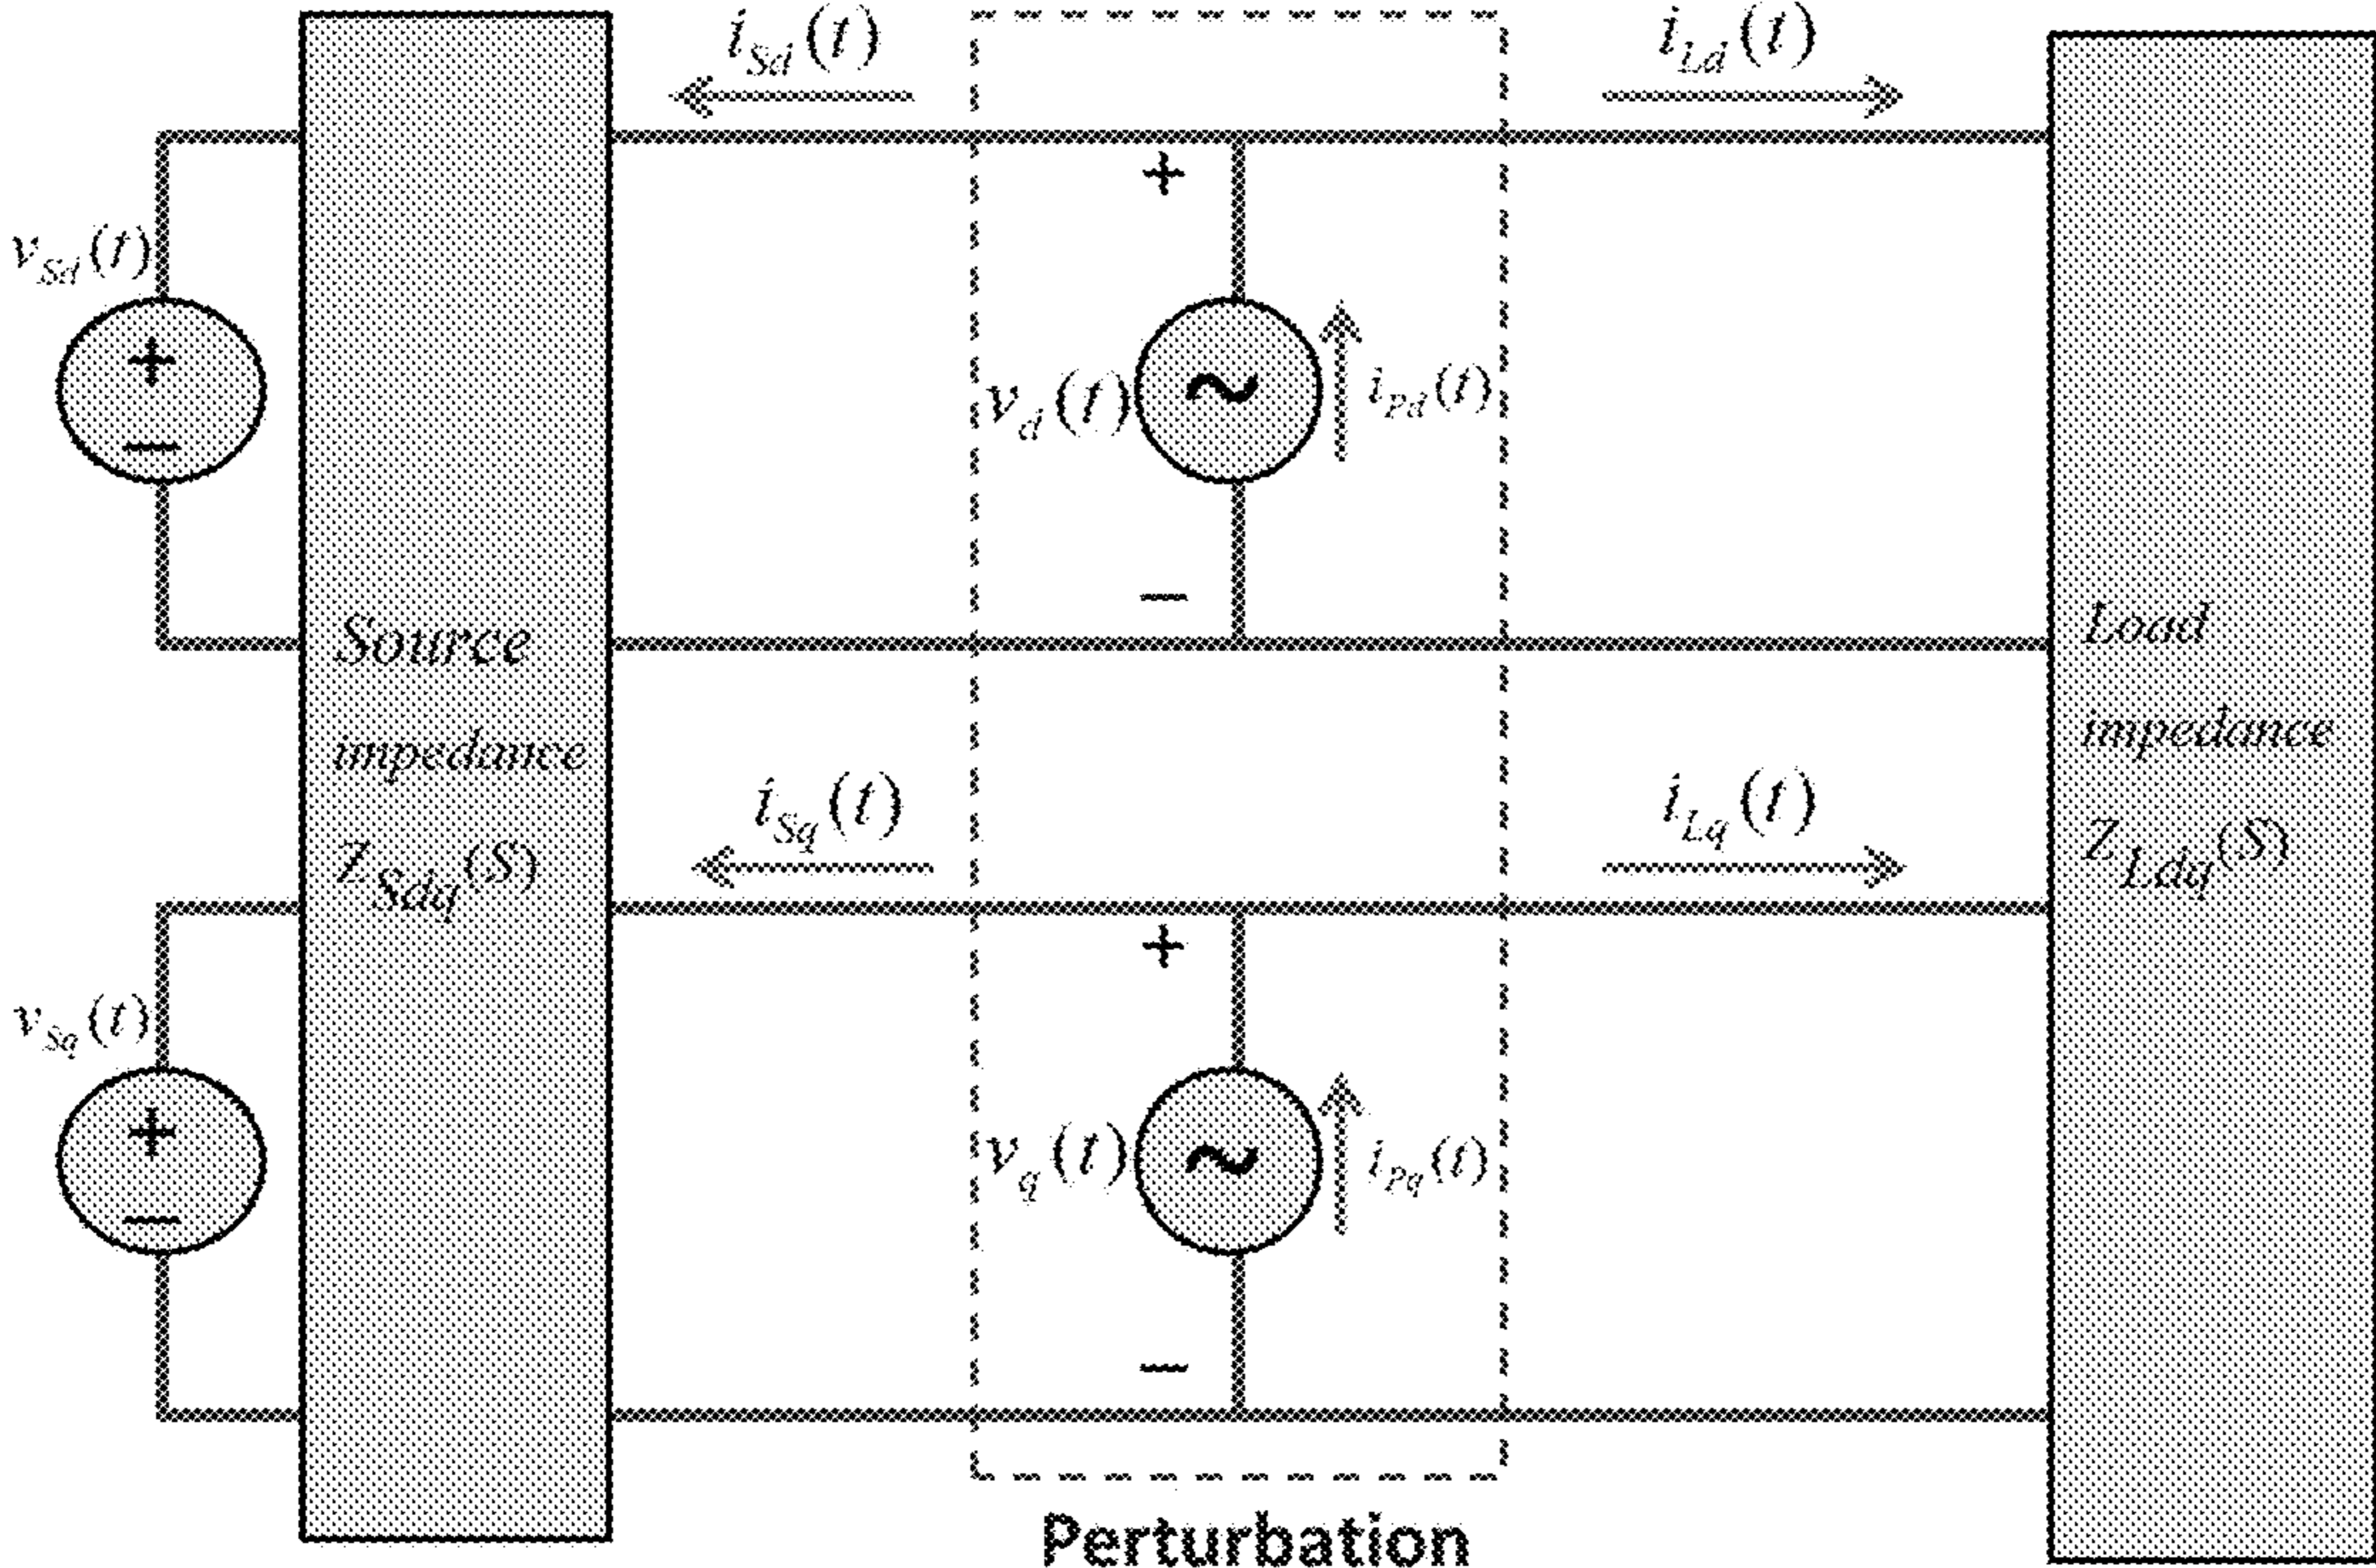 i_Sd(t)
i_Ld(t)
+
v_Sd(t)
+
−
v_d(t)
~
i_Pd(t)
−
Source
impedance
Z_Sdq(S)
Load
impedance
Z_Ldq(S)
i_Sq(t)
i_Lq(t)
+
v_Sq(t)
+
−
v_q(t)
~
i_Pq(t)
−
Perturbation